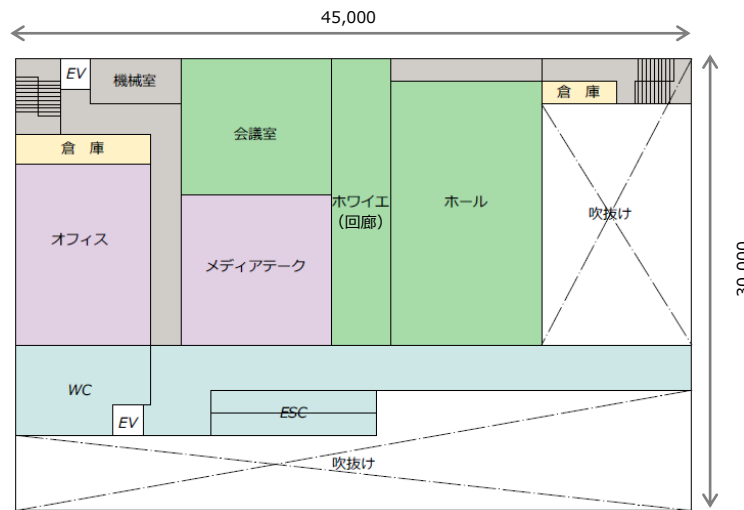 45,000
EV
機械室
倉 庫
倉 庫
会議室
ホワイエ
(回廊)
ホール
吹抜け
オフィス
メディアテーク
30,000
WC
EV
ESC
吹抜け